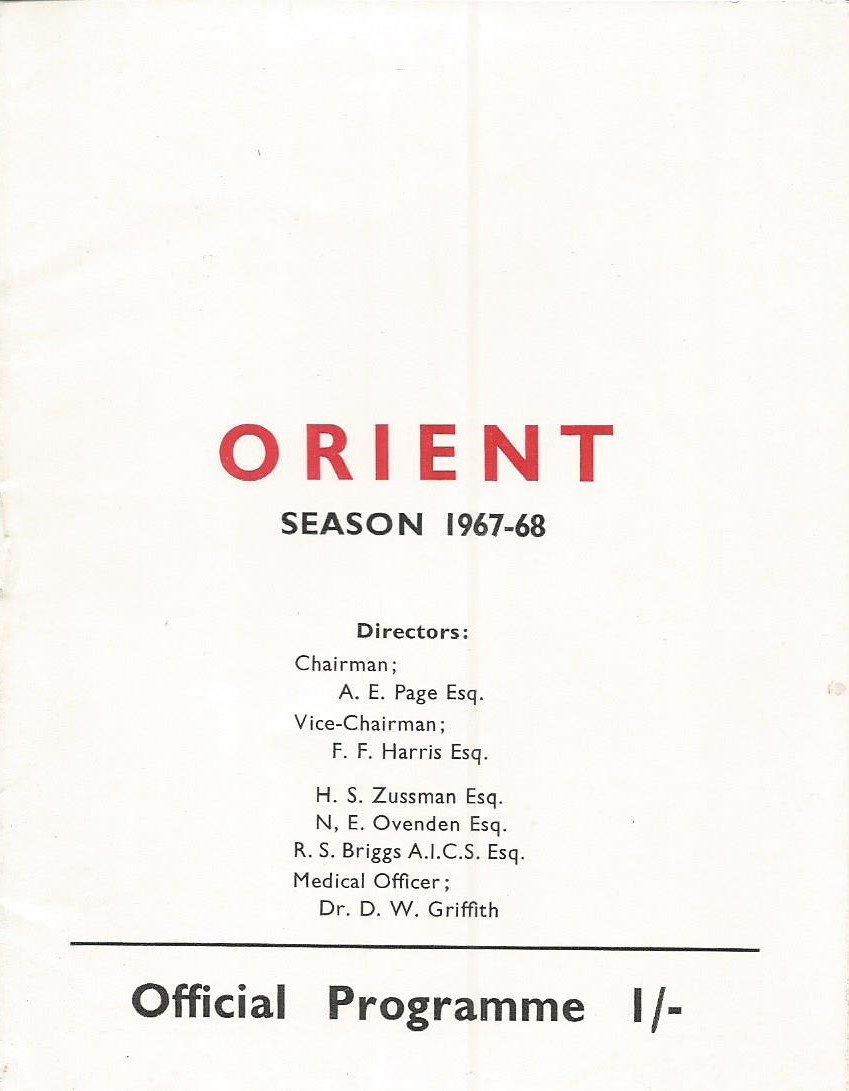 ORIENT
SEASON 1967-68
Directors:
Chairman;
A. E. Page Esq.
Vice-Chairman;
F. F. Harris Esq.
H. S. Zussman Esq.
N, E. Ovenden Esq.
R. S. Briggs A.I.C.S. Esq.
Medical Officer;
Dr. D. W. Griffith
Official Programme 1/-